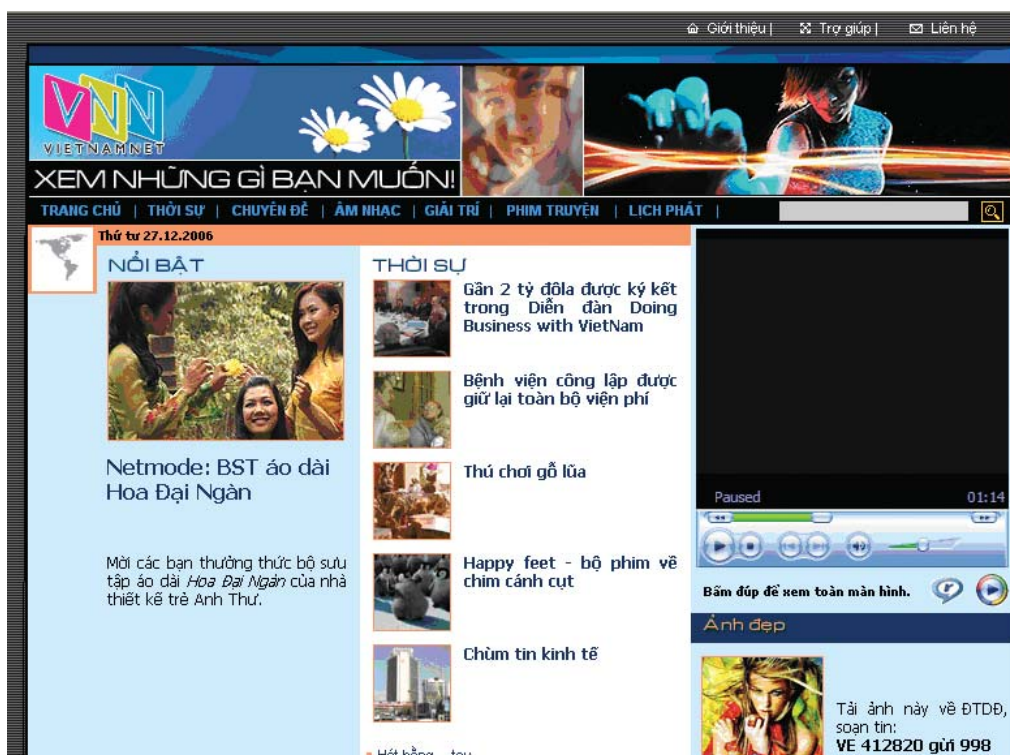 Giới thiệu |
Trợ giúp |
Liên hệ
VNN
VIETNAMNET
XEM NHỮNG GÌ BẠN MUỐN!
TRANG CHỦ | THỜI SỰ | CHUYÊN ĐỀ | ÂM NHẠC | GIẢI TRÍ | PHIM TRUYỆN | LỊCH PHÁT |
Thứ tư 27.12.2006
NỔI BẬT
Netmode: BST áo dài
Hoa Đại Ngàn
Mời các bạn thưởng thức bộ sưu
tập áo dài Hoa Đại Ngàn của nhà
thiết kế trẻ Anh Thư.
THỜI SỰ
Gần 2 tỷ đôla được ký kết
trong Diễn đàn Doing
Business with VietNam
Bệnh viện công lập được
giữ lại toàn bộ viện phí
Thú chơi gỗ lũa
Happy feet - bộ phim về
chim cánh cụt
Chùm tin kinh tế
Paused 01:14
Bấm đúp để xem toàn màn hình.
Ảnh đẹp
Tải ảnh này về ĐTDĐ,
soạn tin:
VE 412820 gửi 998